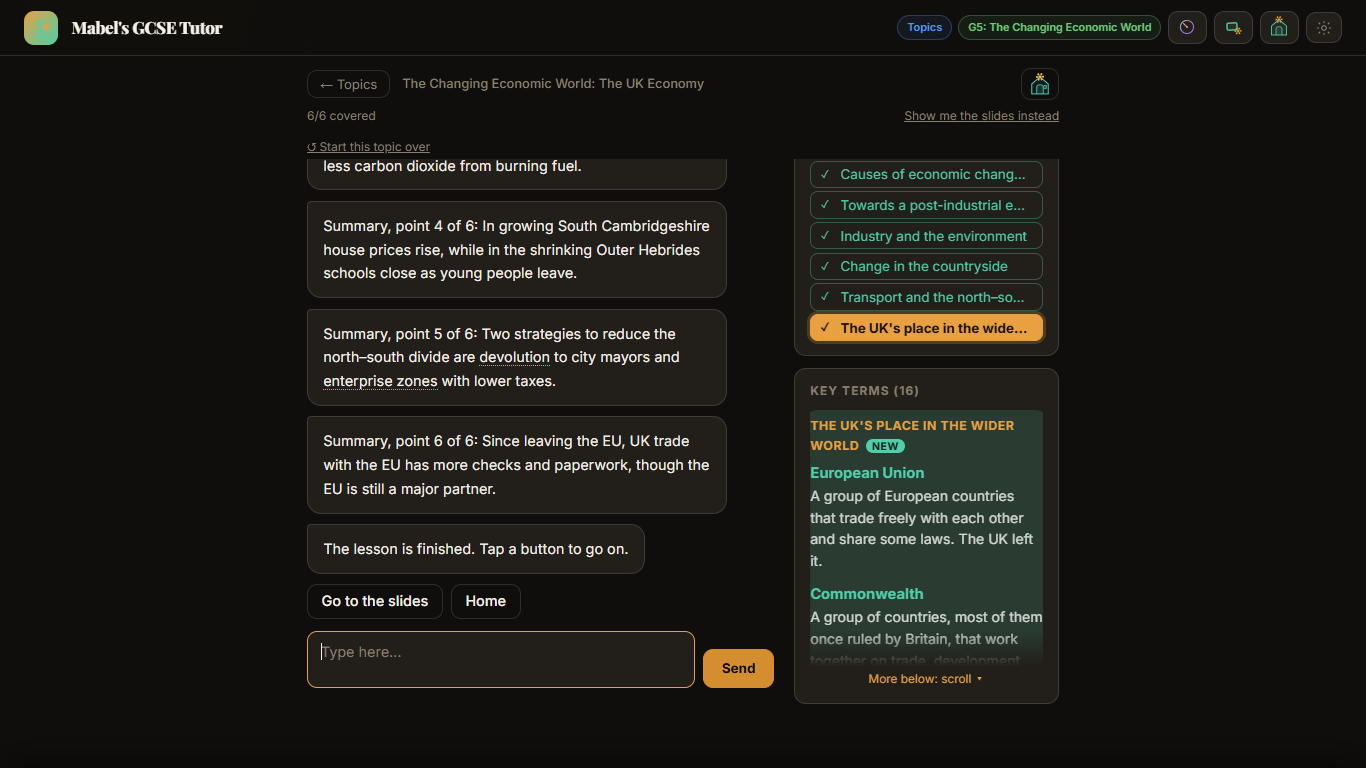 Mabel's GCSE Tutor
Topics
G5: The Changing Economic World
← Topics
The Changing Economic World: The UK Economy
6/6 covered
Show me the slides instead
↺ Start this topic over
less carbon dioxide from burning fuel.
Summary, point 4 of 6: In growing South Cambridgeshire
house prices rise, while in the shrinking Outer Hebrides
schools close as young people leave.
Summary, point 5 of 6: Two strategies to reduce the
north–south divide are devolution to city mayors and
enterprise zones with lower taxes.
Summary, point 6 of 6: Since leaving the EU, UK trade
with the EU has more checks and paperwork, though the
EU is still a major partner.
The lesson is finished. Tap a button to go on.
Go to the slides
Home
Type here...
Send
✓ Causes of economic chang...
✓ Towards a post-industrial e...
✓ Industry and the environment
✓ Change in the countryside
✓ Transport and the north–so...
✓ The UK's place in the wide...
KEY TERMS (16)
THE UK'S PLACE IN THE WIDER
WORLD NEW
European Union
A group of European countries
that trade freely with each other
and share some laws. The UK left
it.
Commonwealth
A group of countries, most of them
once ruled by Britain, that work
together on trade, development
More below: scroll ▾